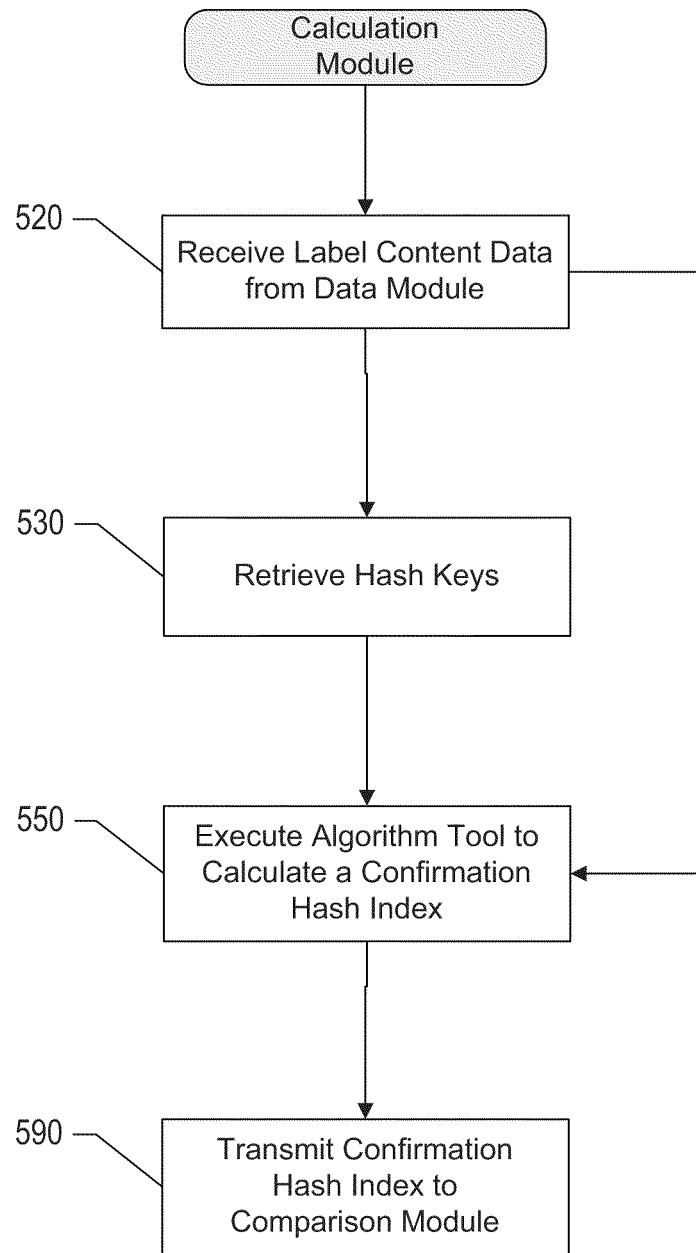 Calculation
Module
520
Receive Label Content Data
from Data Module
530
Retrieve Hash Keys
550
Execute Algorithm Tool to
Calculate a Confirmation
Hash Index
590
Transmit Confirmation
Hash Index to
Comparison Module